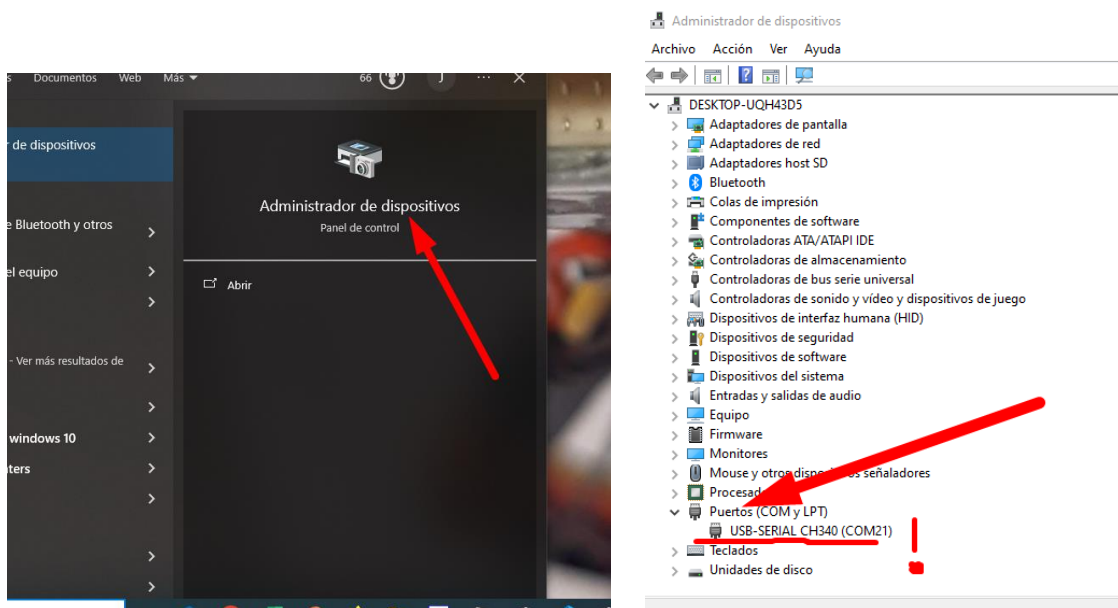 Documentos Web Más
66 J ...
de dispositivos
Bluetooth y otros
el equipo
- Ver más resultados de
windows 10
Administrador de dispositivos
Panel de control
Abrir
Administrador de dispositivos
Archivo Acción Ver Ayuda
DESKTOP-UQH43D5
Adaptadores de pantalla
Adaptadores de red
Adaptadores host SD
Bluetooth
Colas de impresión
Componentes de software
Controladoras ATA/ATAPI IDE
Controladoras de almacenamiento
Controladoras de bus serie universal
Controladoras de sonido y vídeo y dispositivos de juego
Dispositivos de interfaz humana (HID)
Dispositivos de seguridad
Dispositivos de software
Dispositivos del sistema
Entradas y salidas de audio
Equipo
Firmware
Monitores
Mouse y otros dispositivos señaladores
Puertos (COM y LPT)
USB-SERIAL CH340 (COM21)
!
Teclados
Unidades de disco